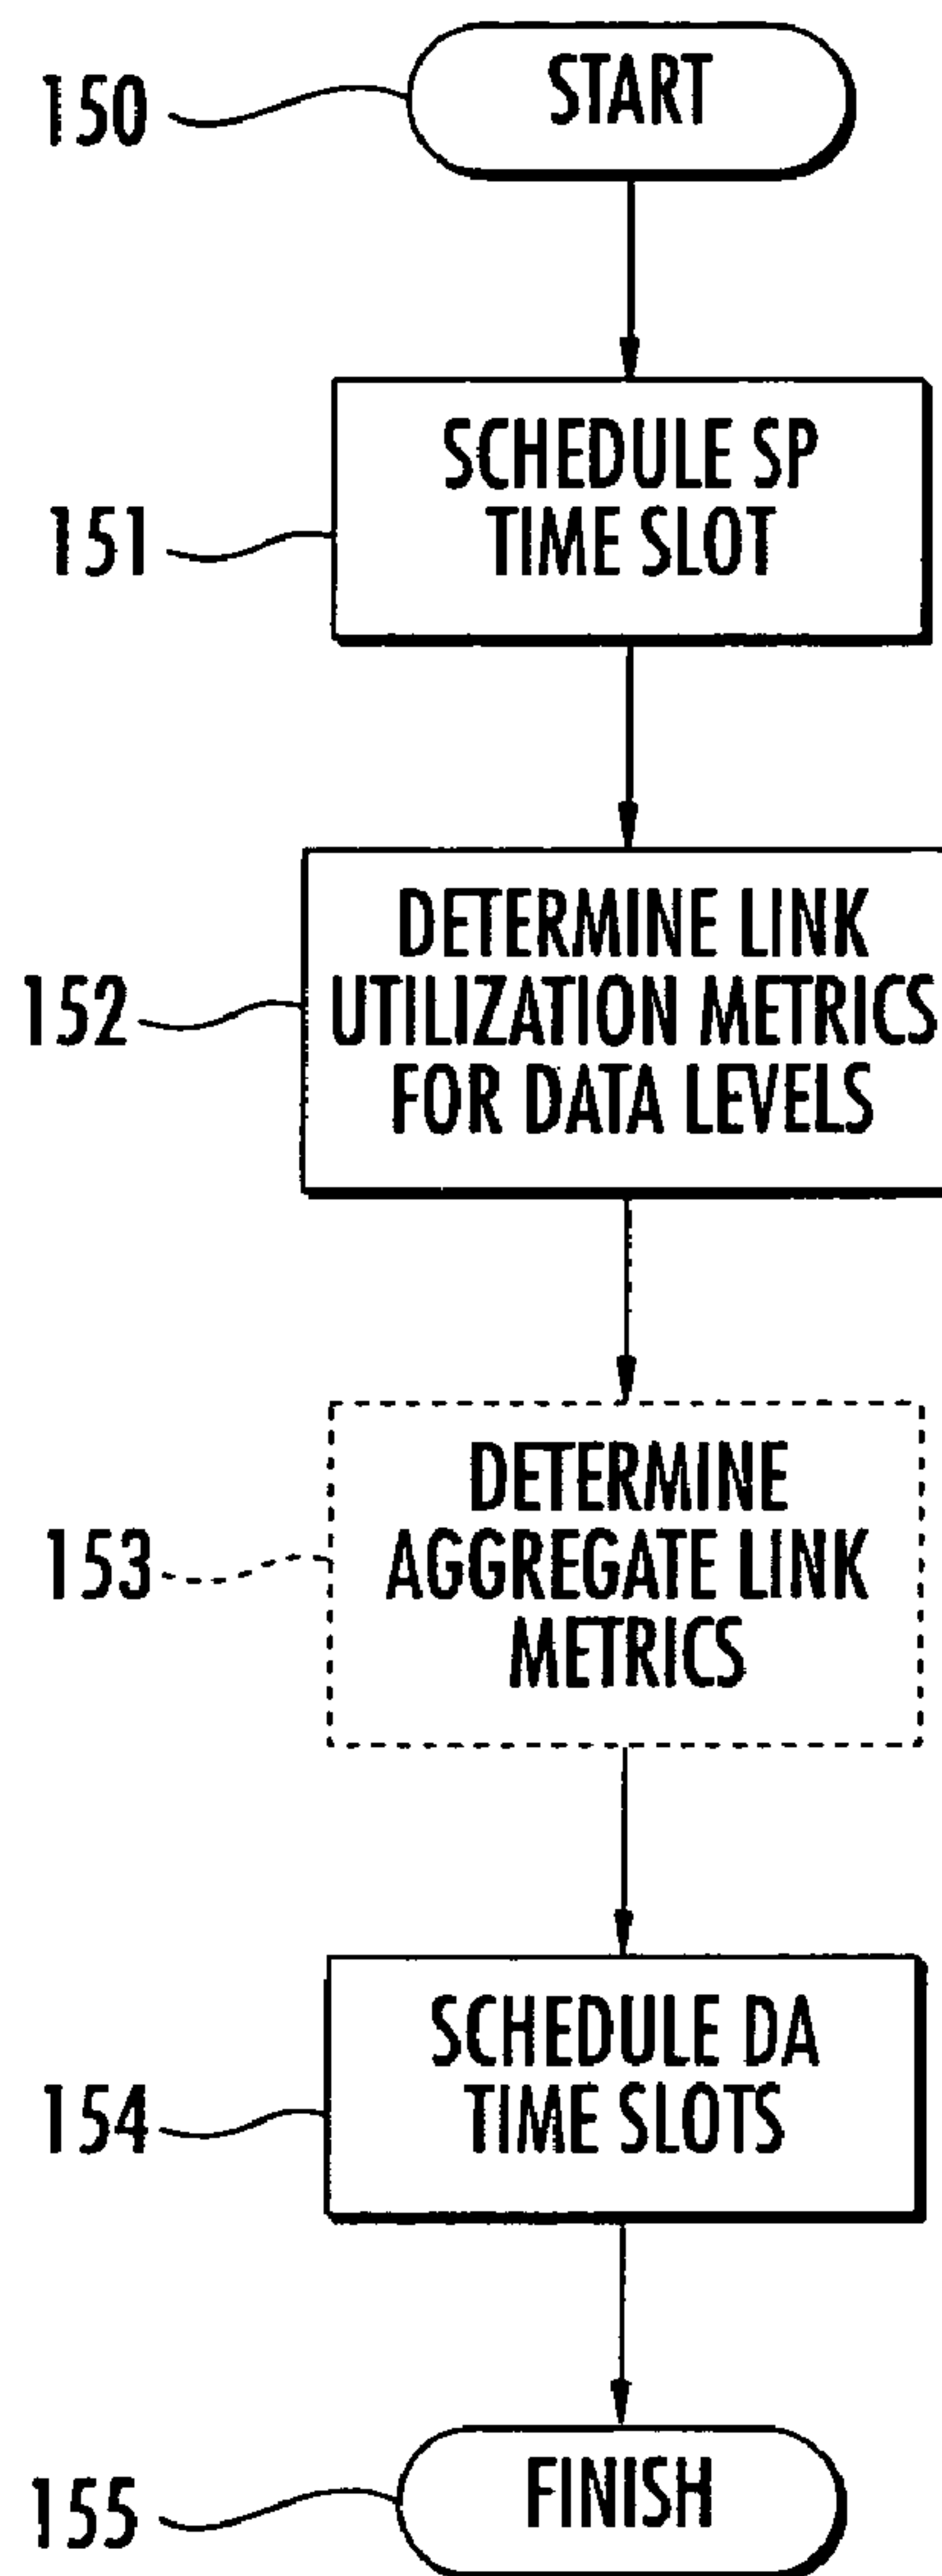 150
START
SCHEDULE SP
TIME SLOT
151
DETERMINE LINK
UTILIZATION METRICS
FOR DATA LEVELS
152
DETERMINE
AGGREGATE LINK
METRICS
153
SCHEDULE DA
TIME SLOTS
154
FINISH
155